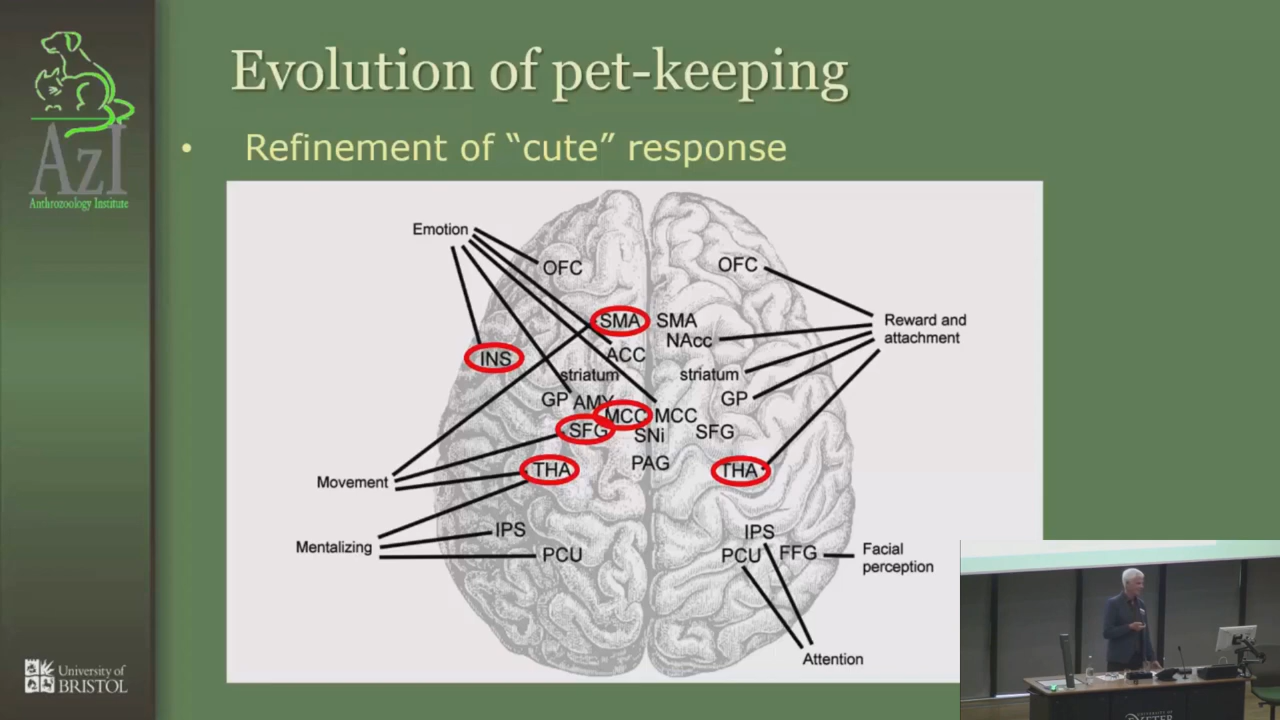 Evolution of pet-keeping
• Refinement of “cute” response
AzI
Anthrozoology Institute
Emotion
OFC
OFC
SMA
SMA
NAcc
Reward and
attachment
INS
ACC
striatum
striatum
GP
AMY
GP
MCC
MCC
SFG
SNi
SFG
THA
PAG
THA
Movement
Mentalizing
IPS
IPS
PCU
PCU
FFG
Facial
perception
Attention
University of
BRISTOL